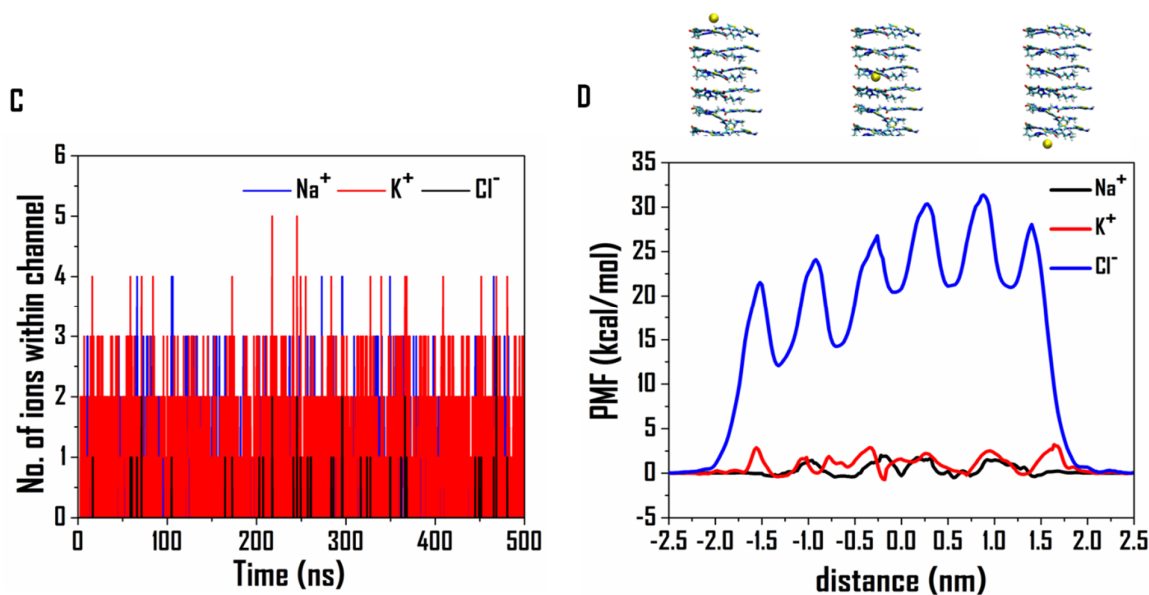 C
No. of ions within channel
6
5
4
3
2
1
0
Na⁺
K⁺
Cl⁻
0
100
200
300
400
500
Time (ns)
D
PMF (kcal/mol)
35
30
25
20
15
10
5
0
-5
Na⁺
K⁺
Cl⁻
-2.5
-2.0
-1.5
-1.0
-0.5
0.0
0.5
1.0
1.5
2.0
2.5
distance (nm)